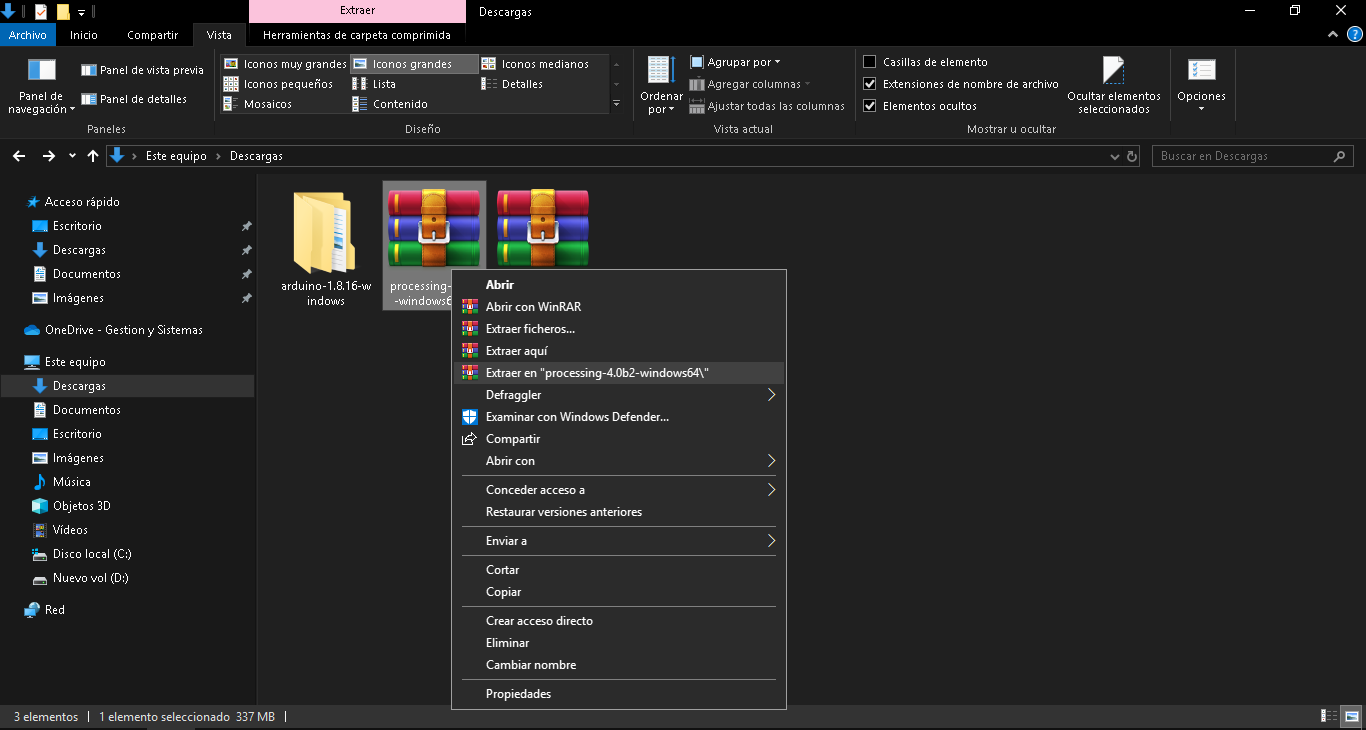 Extraer
Descargas
Archivo
Inicio
Compartir
Vista
Herramientas de carpeta comprimida
Panel de
navegación
Panel de vista previa
Panel de detalles
Paneles
Iconos muy grandes
Iconos grandes
Iconos medianos
Iconos pequeños
Lista
Detalles
Mosaicos
Contenido
Diseño
Ordenar
por
Agrupar por
Agregar columnas
Ajustar todas las columnas
Vista actual
Casillas de elemento
Extensiones de nombre de archivo
Elementos ocultos
Ocultar elementos
seleccionados
Mostrar u ocultar
Opciones
Este equipo > Descargas
Buscar en Descargas
Acceso rápido
Escritorio
Descargas
Documentos
Imágenes
OneDrive - Gestion y Sistemas
Este equipo
Descargas
Documentos
Escritorio
Imágenes
Música
Objetos 3D
Vídeos
Disco local (C:)
Nuevo vol (D:)
Red
arduino-1.8.16-w
indows
processing-
-windows6
Abrir
Abrir con WinRAR
Extraer ficheros...
Extraer aquí
Extraer en "processing-4.0b2-windows64\"
Defraggler
Examinar con Windows Defender...
Compartir
Abrir con
Conceder acceso a
Restaurar versiones anteriores
Enviar a
Cortar
Copiar
Crear acceso directo
Eliminar
Cambiar nombre
Propiedades
3 elementos
1 elemento seleccionado 337 MB